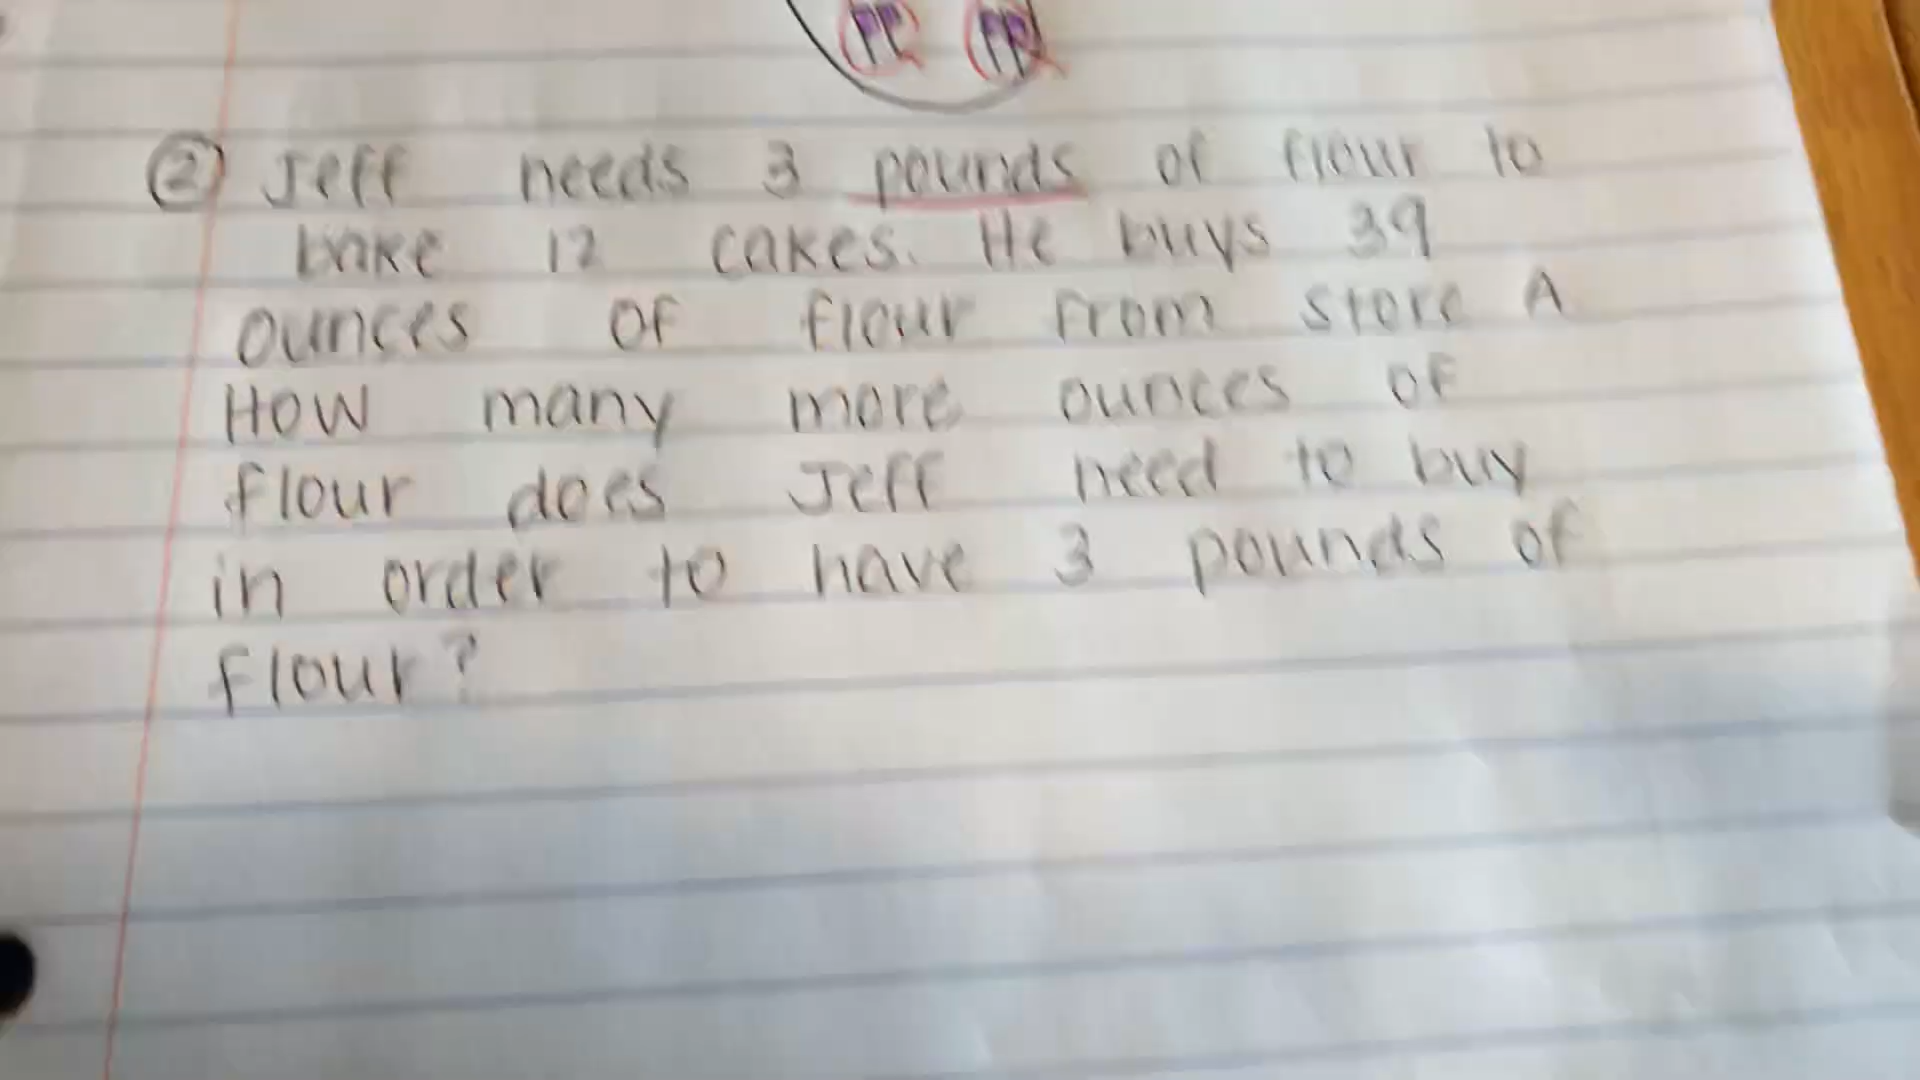 ② Jeff needs 3 pounds of flour to
bake 12 cakes. He buys 39
ounces of flour from store A
How many more ounces of
flour does Jeff need to buy
in order to have 3 pounds of
flour?